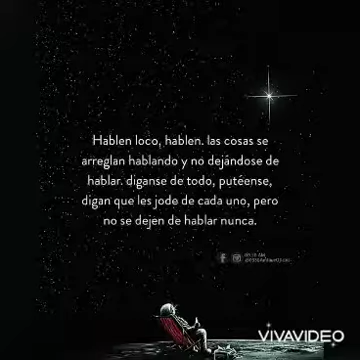 Hablen loco, hablen. las cosas se
arreglan hablando y no dejándose de
hablar. diganse de todo, putéense,
digan que les jode de cada uno, pero
no se dejen de hablar nunca.
VIVAVIDEO